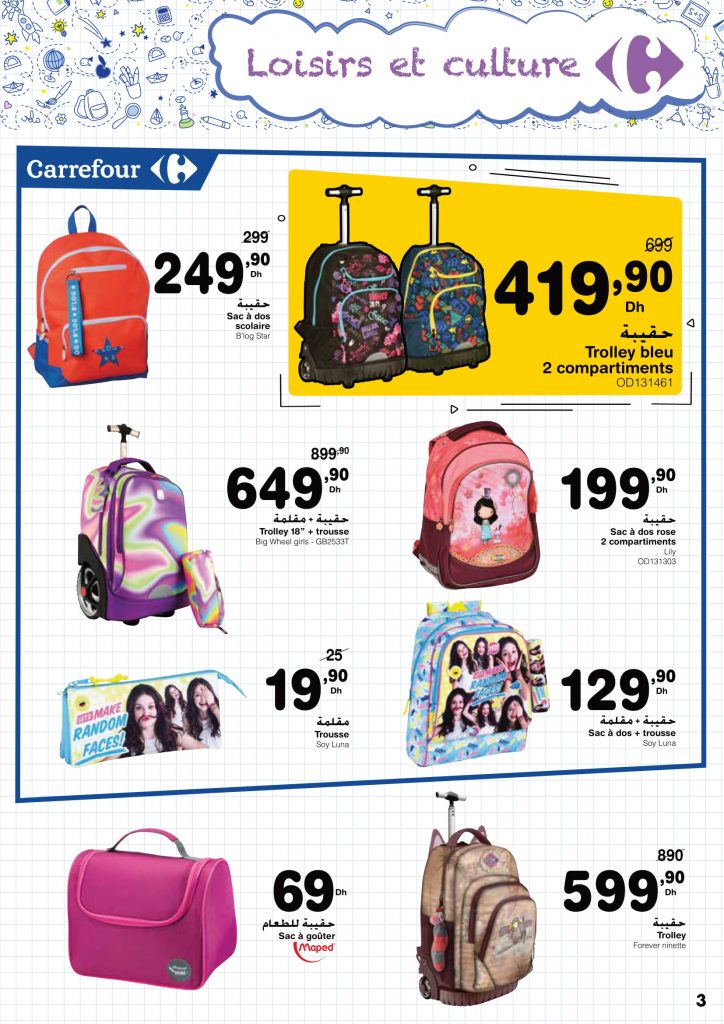 Loisirs et culture
Carrefour
299
249,90
Dh
حقيبة
Sac à dos
scolaire
B'log Star
699
419,90
Dh
حقيبة
Trolley bleu
2 compartiments
OD131461
899,90
649,90
Dh
حقيبة + مقلمة
Trolley 18" + trousse
Big Wheel girls - GB2533T
199,90
Dh
حقيبة
Sac à dos rose
2 compartiments
Lily
OD131303
LET'S MAKE
RANDOM
FACES!
25
19,90
Dh
مقلمة
Trousse
Soy Luna
RANDOM
FACES!
129,90
Dh
حقيبة + مقلمة
Sac à dos + trousse
Soy Luna
Maped
69
Dh
حقيبة للطعام
Sac à goûter
Maped
890
599,90
Dh
حقيبة
Trolley
Forever ninette
3